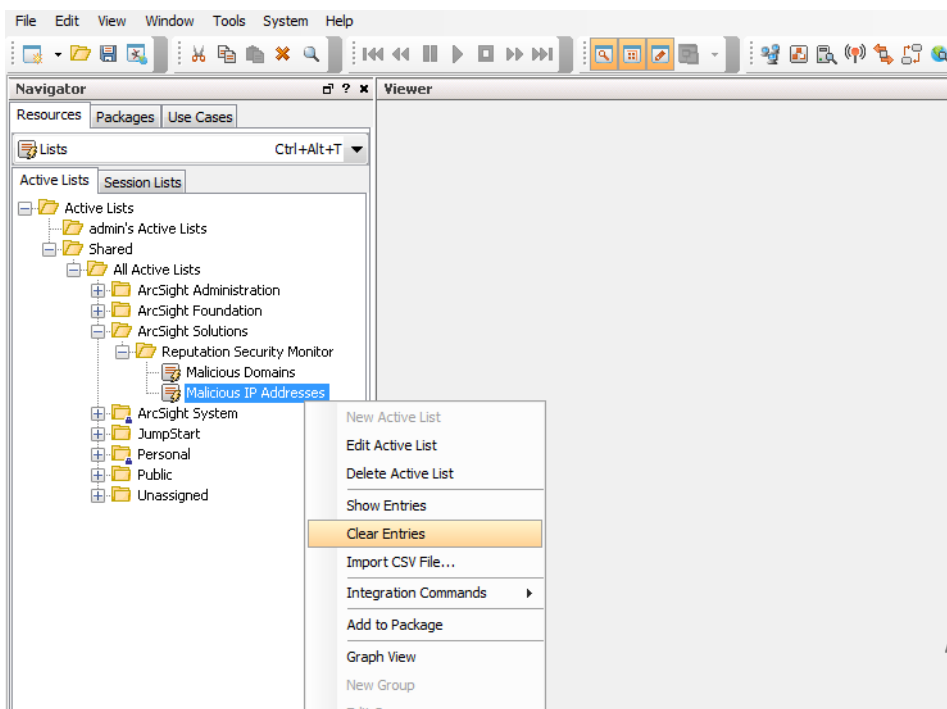 File Edit View Window Tools System Help
Navigator ? Viewer
Resources Packages Use Cases
Lists Ctrl+Alt+T
Active Lists Session Lists
Active Lists
admin's Active Lists
Shared
All Active Lists
ArcSight Administration
ArcSight Foundation
ArcSight Solutions
Reputation Security Monitor
Malicious Domains
Malicious IP Addresses
ArcSight System
JumpStart
Personal
Public
Unassigned
New Active List
Edit Active List
Delete Active List
Show Entries
Clear Entries
Import CSV File...
Integration Commands
Add to Package
Graph View
New Group